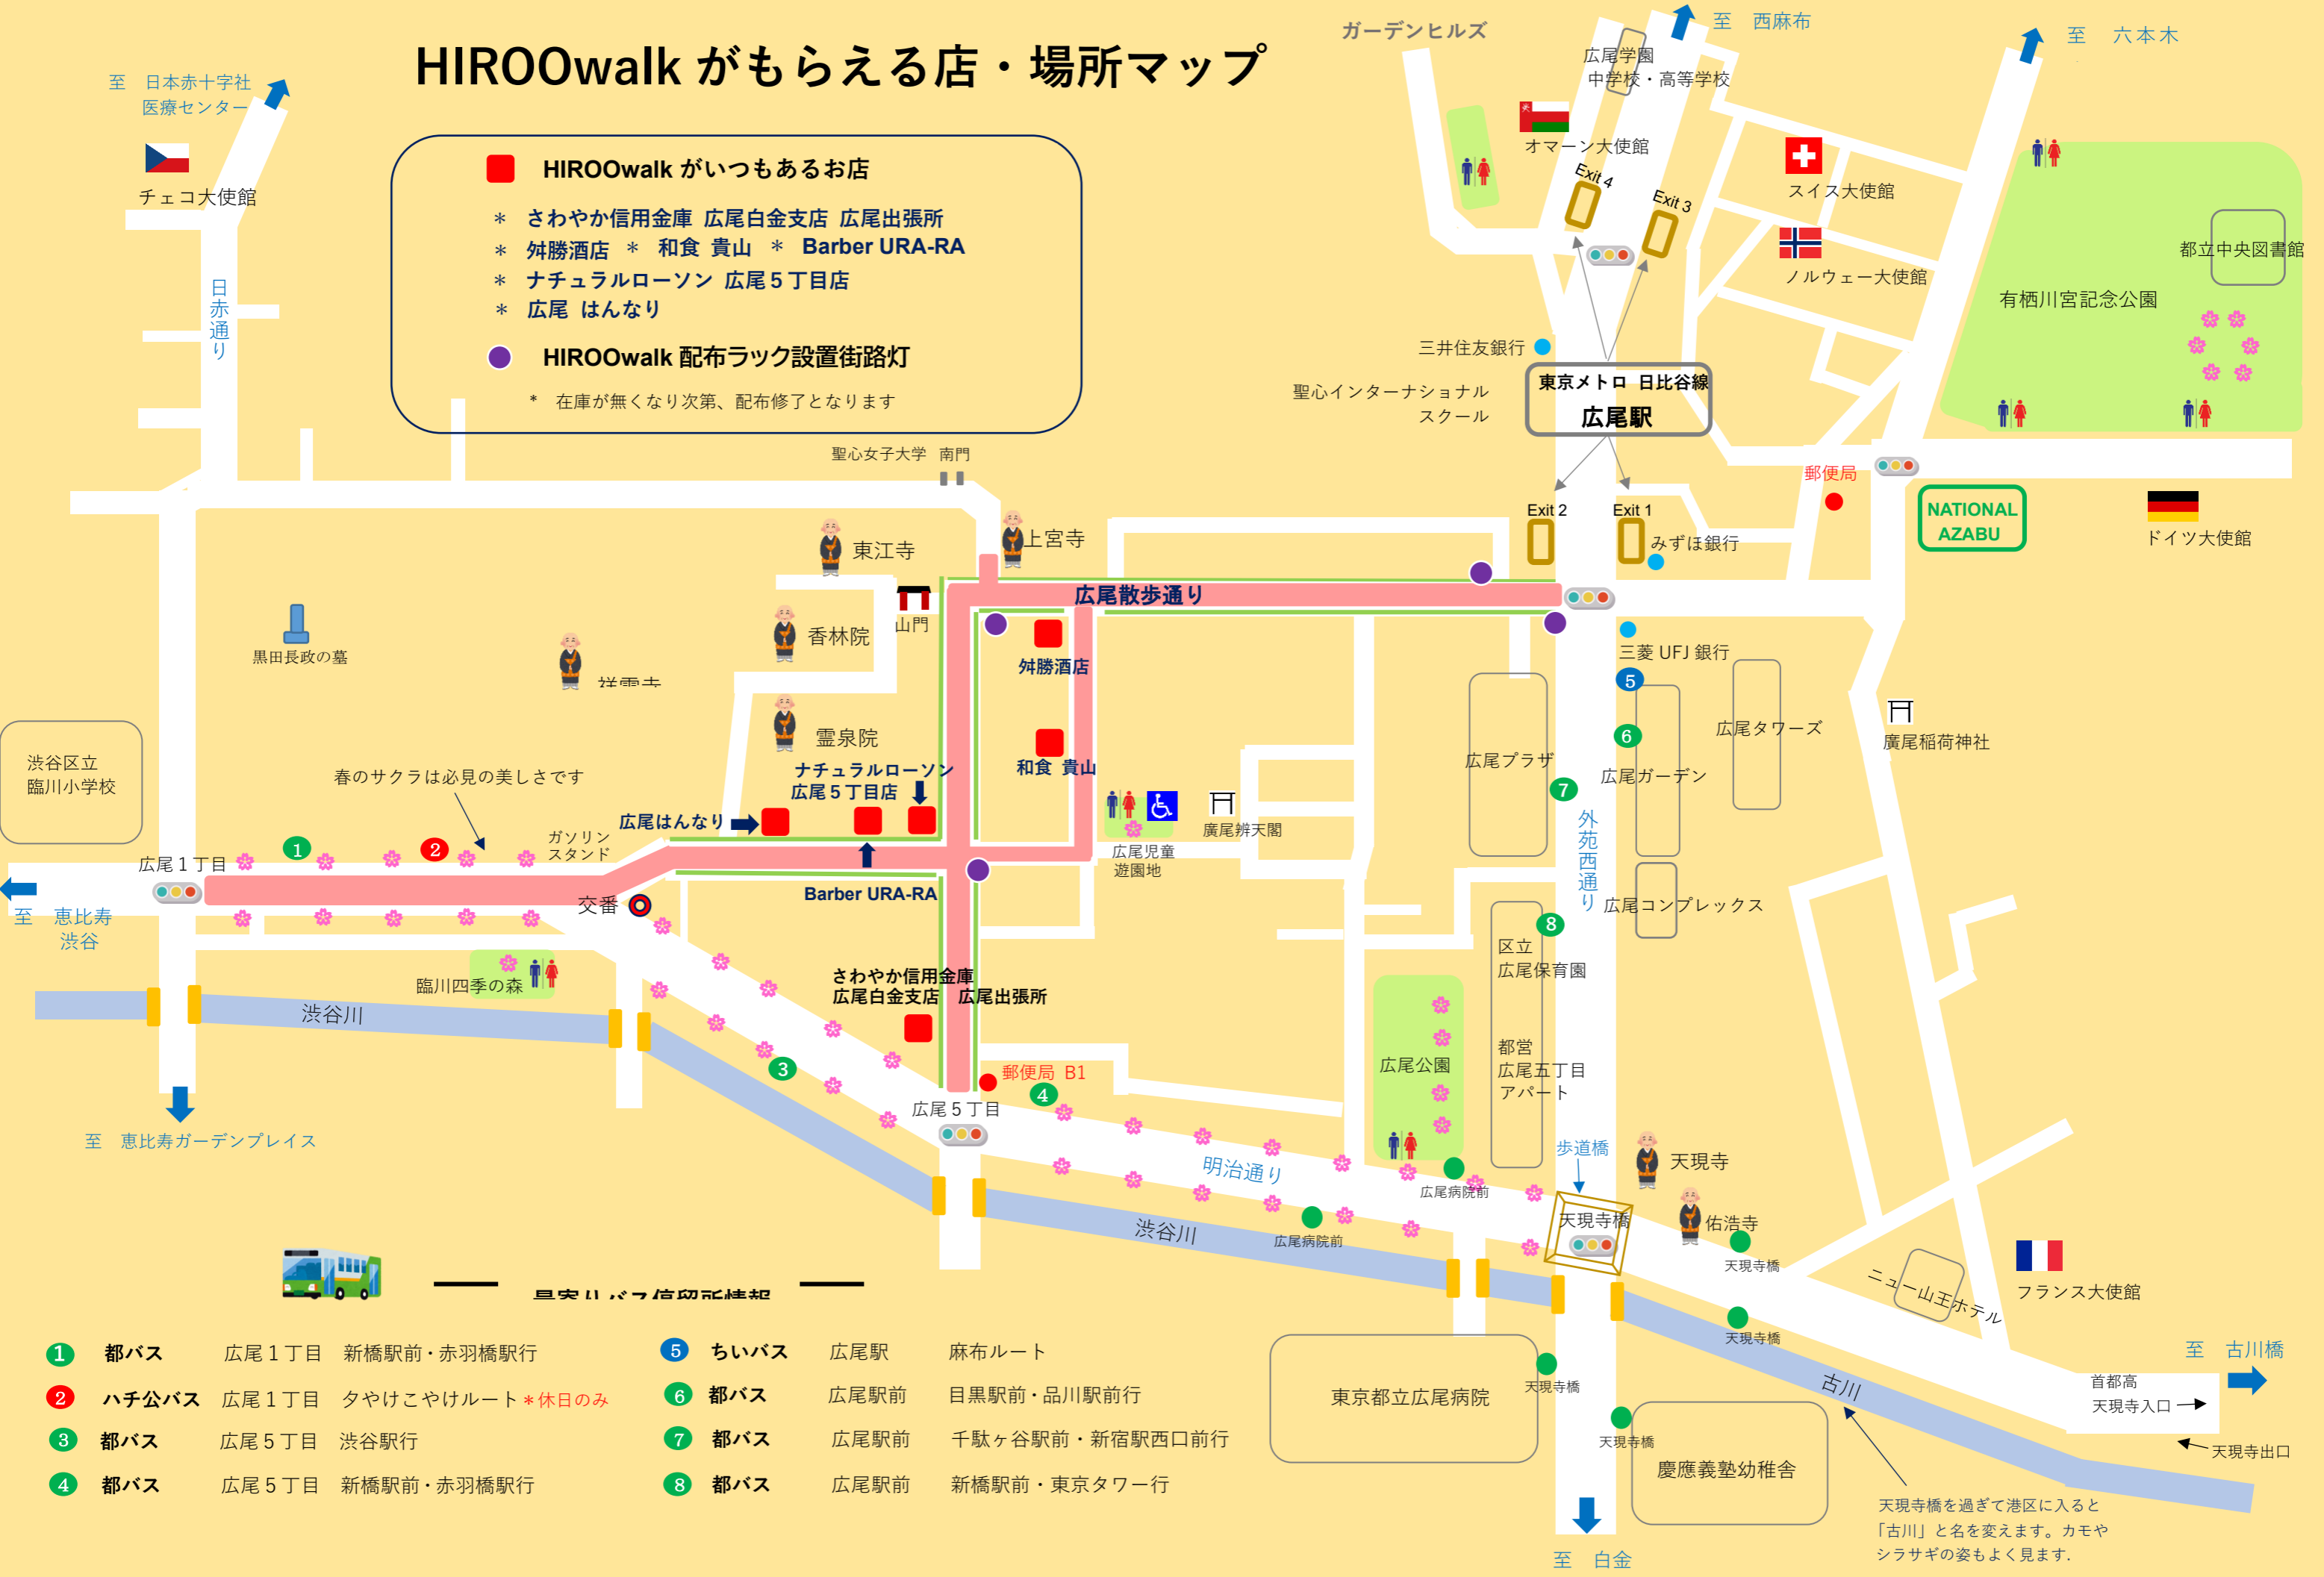 HIROOwalk がもらえる店・場所マップ
HIROOwalk がいつもあるお店
＊ さわやか信用金庫 広尾白金支店 広尾出張所
＊ 舛勝酒店 ＊ 和食 貴山 ＊ Barber URA-RA
＊ ナチュラルローソン 広尾5丁目店
＊ 広尾 はんなり
HIROOwalk 配布ラック設置街路灯
* 在庫が無くなり次第、配布修了となります
至 日本赤十字社
医療センター
チェコ大使館
日赤通り
ガーデンヒルズ
広尾学園
中学校・高等学校
至 西麻布
至 六本木
オマーン大使館
Exit 4
Exit 3
スイス大使館
ノルウェー大使館
都立中央図書館
有栖川宮記念公園
三井住友銀行
聖心インターナショナル
スクール
東京メトロ 日比谷線
広尾駅
郵便局
NATIONAL
AZABU
ドイツ大使館
Exit 2
Exit 1
みずほ銀行
聖心女子大学 南門
東江寺
上宮寺
広尾散歩通り
山門
香林院
黒田長政の墓
祥雲寺
霊泉院
舛勝酒店
和食 貴山
三菱 UFJ 銀行
5
6
広尾タワーズ
広尾プラザ
広尾ガーデン
7
廣尾稲荷神社
外苑西通り
渋谷区立
臨川小学校
春のサクラは必見の美しさです
ナチュラルローソン
広尾5丁目店
広尾はんなり
ガソリン
スタンド
1
2
広尾1丁目
Barber URA-RA
廣尾辨天閣
広尾児童
遊園地
交番
至 恵比寿
渋谷
広尾コンプレックス
8
区立
広尾保育園
臨川四季の森
渋谷川
さわやか信用金庫
広尾白金支店 広尾出張所
3
郵便局 B1
4
広尾5丁目
広尾公園
都営
広尾五丁目
アパート
至 恵比寿ガーデンプレイス
明治通り
歩道橋
天現寺
広尾病院前
天現寺橋
佑浩寺
渋谷川
広尾病院前
天現寺橋
ニュー山王ホテル
フランス大使館
天現寺橋
至 古川橋
首都高
天現寺入口
天現寺出口
古川
東京都立広尾病院
天現寺橋
天現寺橋
慶應義塾幼稚舎
天現寺橋を過ぎて港区に入ると
「古川」と名を変えます。カモや
シラサギの姿もよく見ます.
至 白金
最寄りバス停留所情報
1 都バス 広尾1丁目 新橋駅前・赤羽橋駅行
2 ハチ公バス 広尾1丁目 夕やけこやけルート＊休日のみ
3 都バス 広尾5丁目 渋谷駅行
4 都バス 広尾5丁目 新橋駅前・赤羽橋駅行
5 ちいバス 広尾駅 麻布ルート
6 都バス 広尾駅前 目黒駅前・品川駅前行
7 都バス 広尾駅前 千駄ヶ谷駅前・新宿駅西口前行
8 都バス 広尾駅前 新橋駅前・東京タワー行